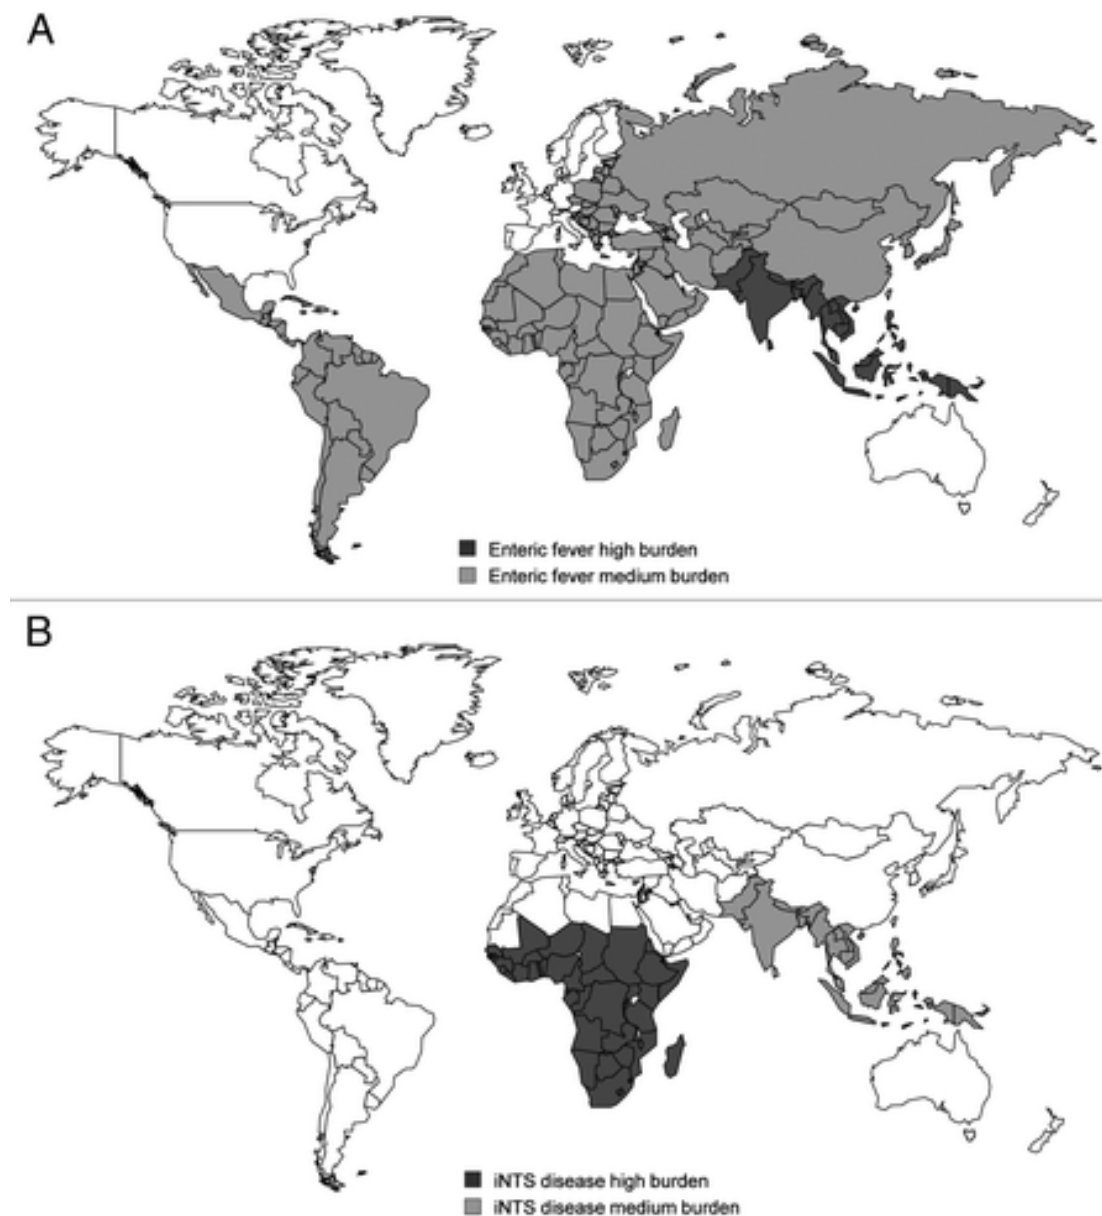 A
Enteric fever high burden
Enteric fever medium burden
B
iNTS disease high burden
iNTS disease medium burden